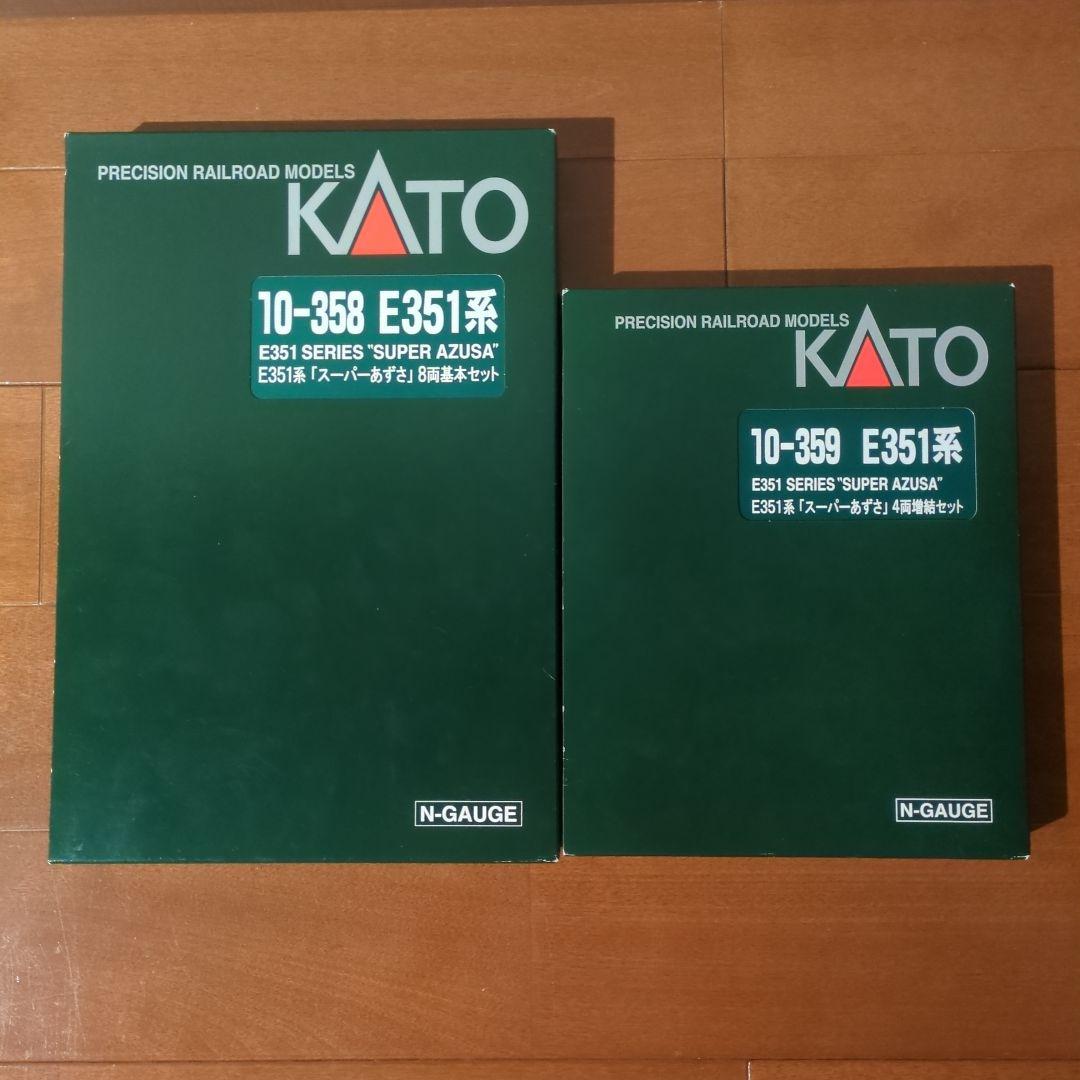 PRECISION RAILROAD MODELS
KATO
10-358 E351系
E351 SERIES "SUPER AZUSA"
E351系「スーパーあずさ」8両基本セット
N-GAUGE
PRECISION RAILROAD MODELS
KATO
10-359 E351系
E351 SERIES "SUPER AZUSA"
E351系「スーパーあずさ」4両増結セット
N-GAUGE